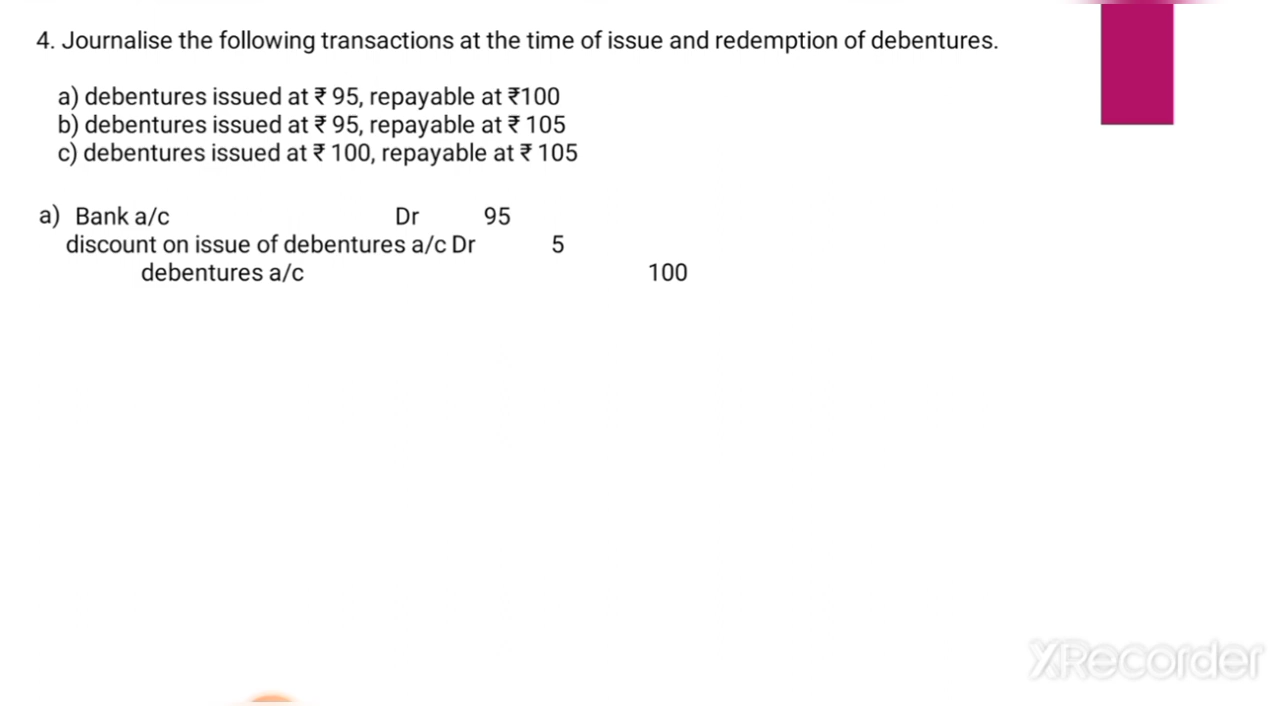 4. Journalise the following transactions at the time of issue and redemption of debentures.
a) debentures issued at ₹ 95, repayable at ₹100
b) debentures issued at ₹ 95, repayable at ₹ 105
c) debentures issued at ₹ 100, repayable at ₹ 105
a) Bank a/c Dr 95
discount on issue of debentures a/c Dr 5
debentures a/c 100
XRecorder